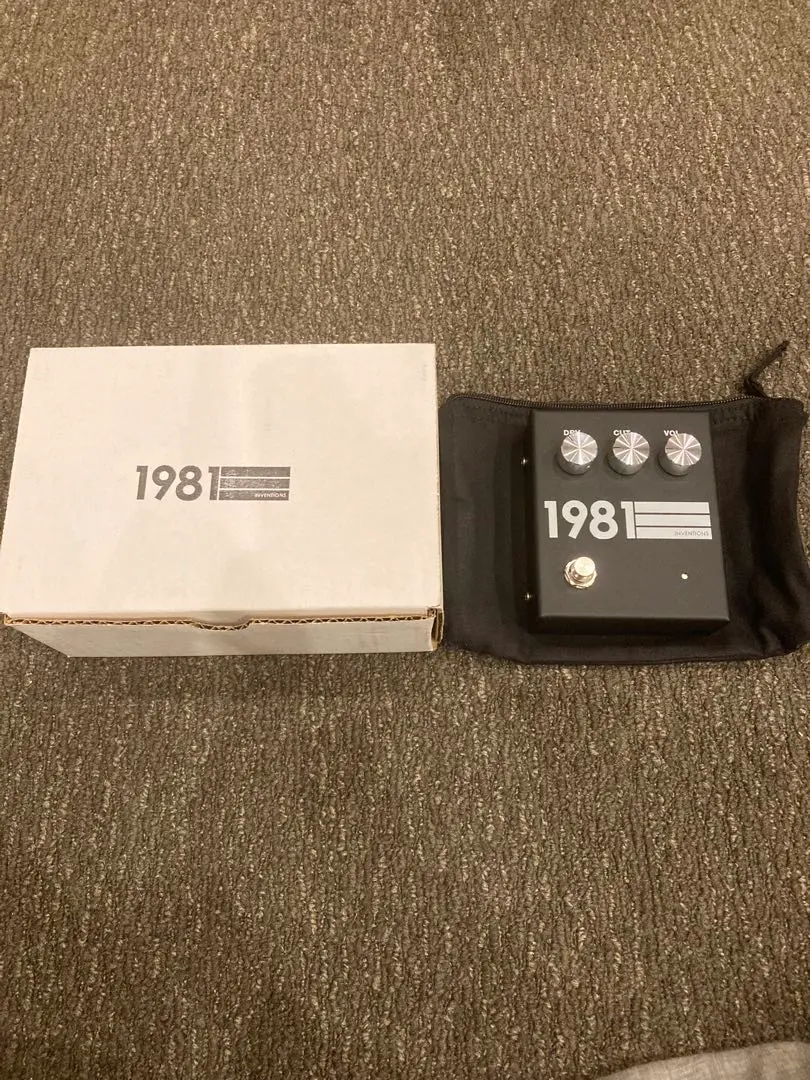 1981
INVENTIONS
DRV
CUT
VOL
1981
INVENTIONS